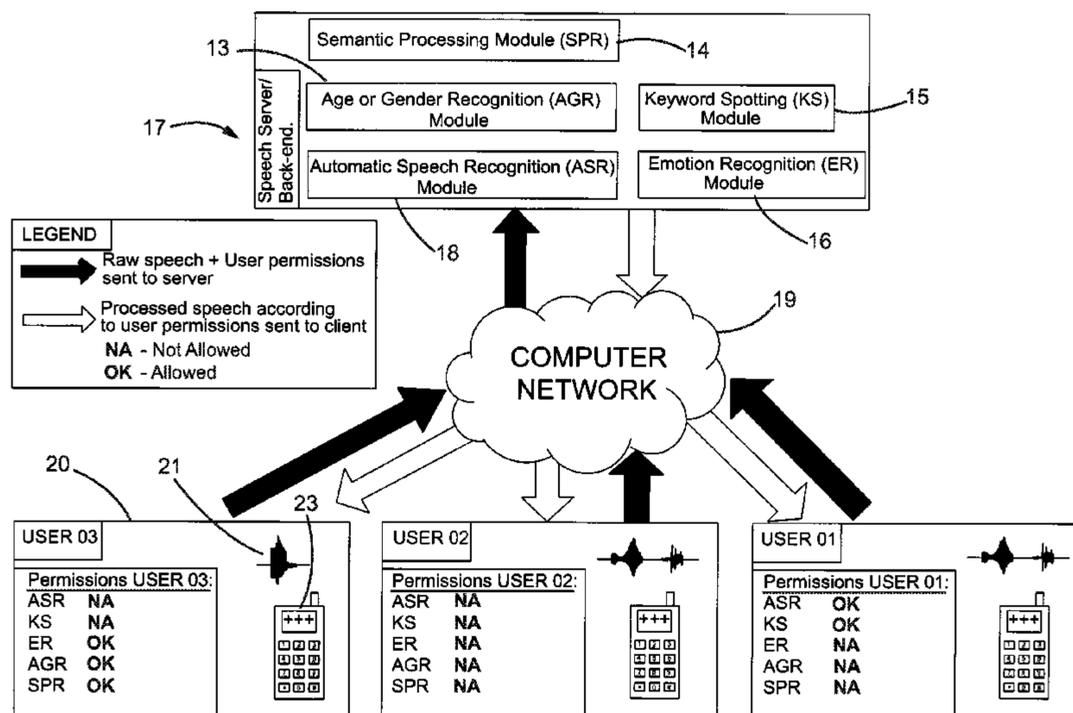 Semantic Processing Module (SPR)
13
14
Age or Gender Recognition (AGR)
Module
Keyword Spotting (KS)
Module
15
17
Speech Server/
Back-end.
Automatic Speech Recognition (ASR)
Module
Emotion Recognition (ER)
Module
18
16
LEGEND
Raw speech + User permissions
sent to server
Processed speech according
to user permissions sent to client
NA - Not Allowed
OK - Allowed
19
COMPUTER
NETWORK
20
21
23
USER 03
Permissions USER 03:
ASR NA
KS NA
ER OK
AGR OK
SPR OK
+++
USER 02
Permissions USER 02:
ASR NA
KS NA
ER NA
AGR NA
SPR NA
+++
USER 01
Permissions USER 01:
ASR OK
KS OK
ER NA
AGR NA
SPR NA
+++